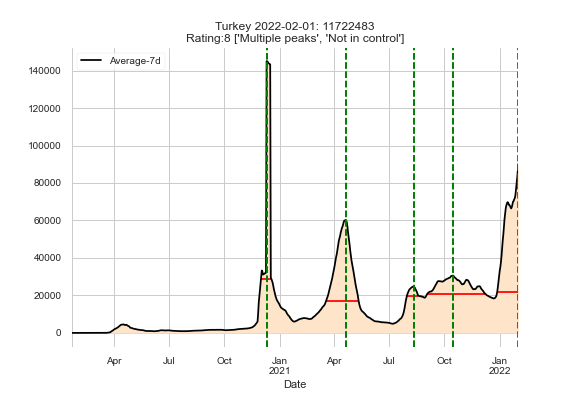 Turkey 2022-02-01: 11722483
Rating:8 ['Multiple peaks', 'Not in control']
Average-7d
140000
120000
100000
80000
60000
40000
20000
0
Apr Jul Oct Jan Apr Jul Oct Jan
2021 2022
Date